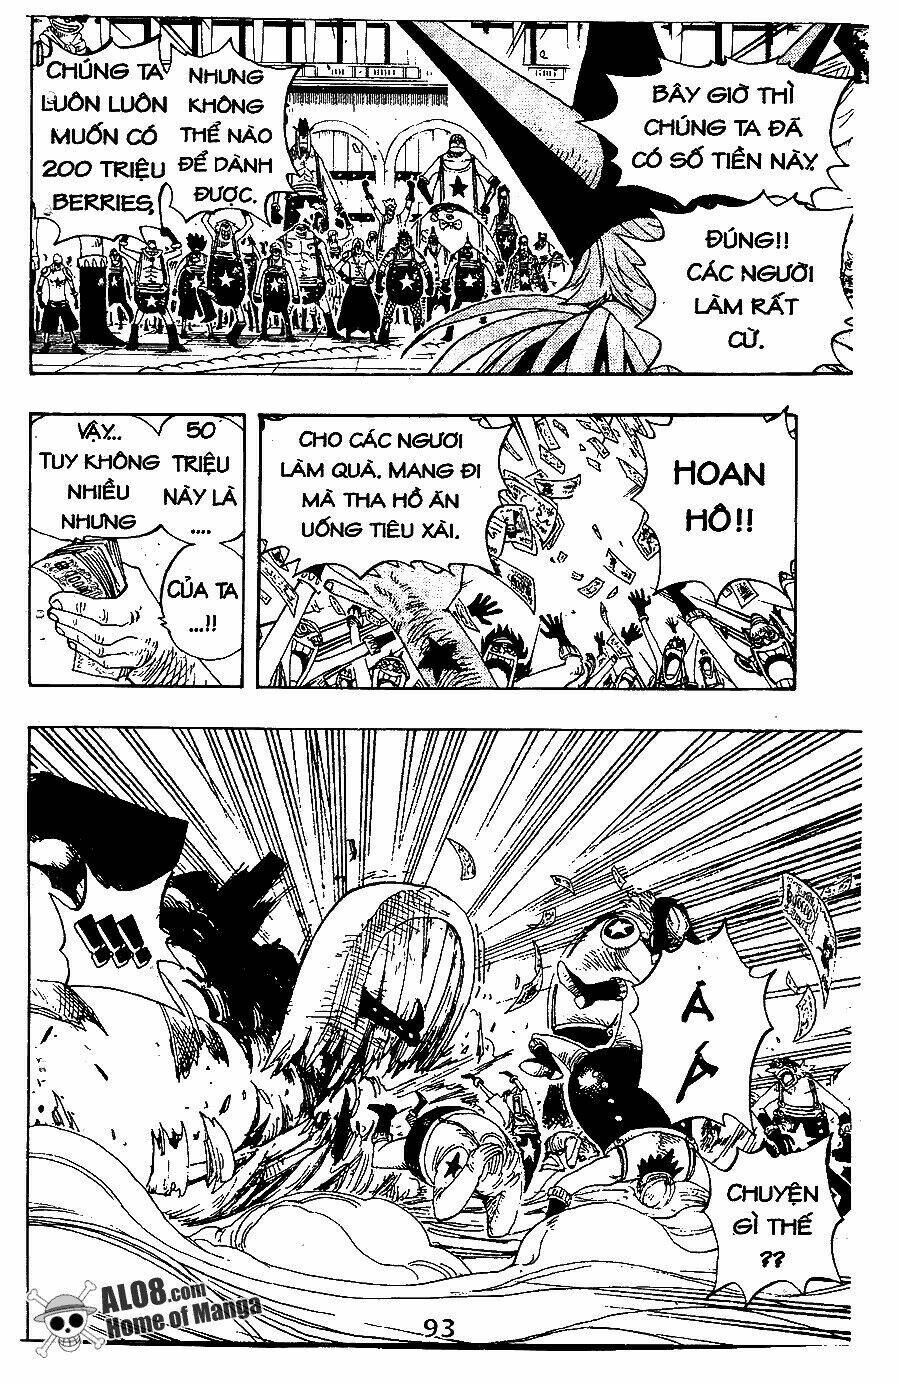 BÂY GIỜ THÌ
CHÚNG TA ĐÃ
CÓ SỐ TIỀN NÀY.
ĐÚNG!!
CÁC NGƯỜI
LÀM RẤT
CỪ.
NHƯNG
KHÔNG
THỂ NÀO
ĐỂ DÀNH
ĐƯỢC.
CHÚNG TA
LUÔN LUÔN
MUỐN CÓ
200 TRIỆU
BERRIES,
HOAN
HÔ!!
CHO CÁC NGƯƠI
LÀM QUÀ. MANG ĐI
MÀ THA HỒ ĂN
UỐNG TIÊU XÀI.
50
TRIỆU
NÀY LÀ
....
CỦA TA
...!!
VẬY...
TUY KHÔNG
NHIỀU
NHƯNG
Á
Á
CHUYỆN
GÌ THẾ
??
!!!
ALO8.com
Home of Manga
93